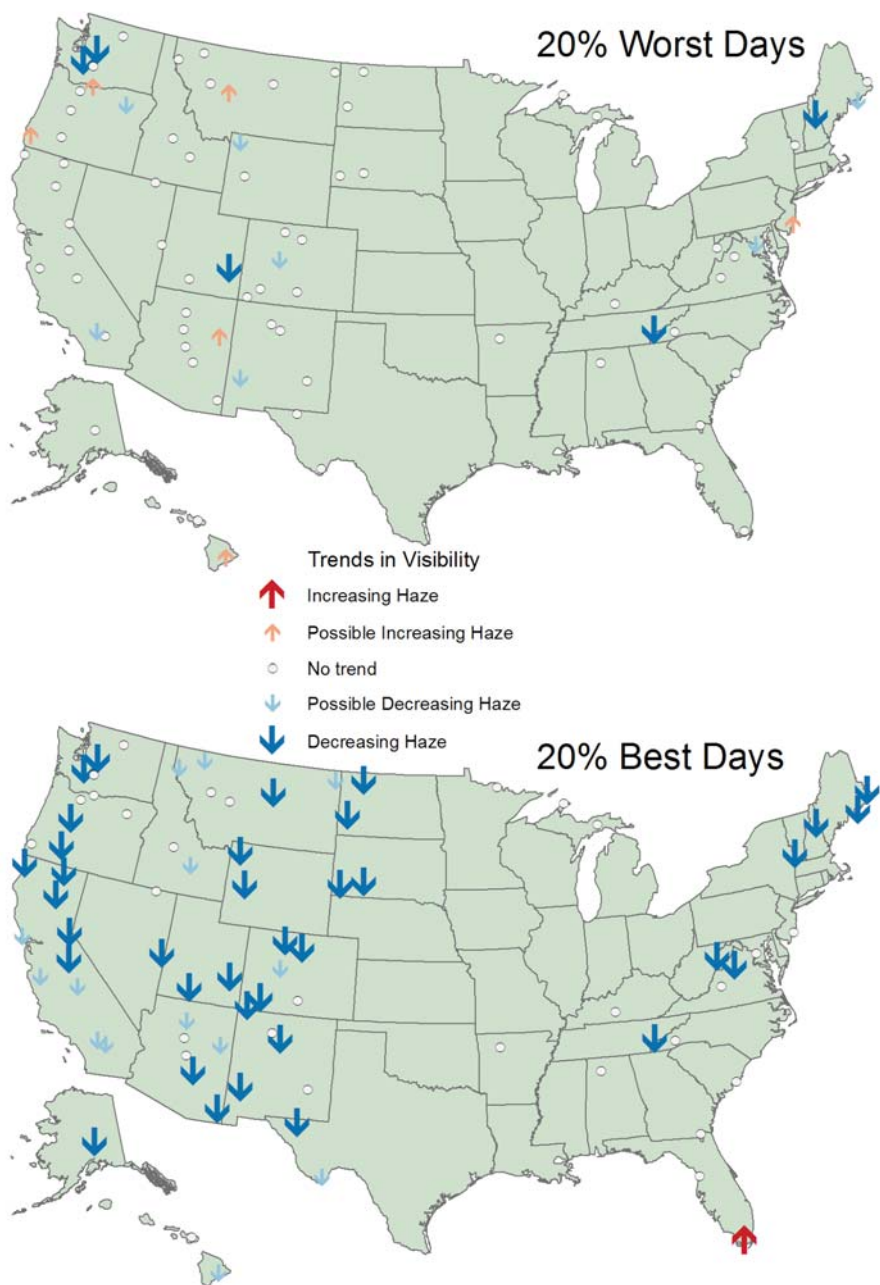 20% Worst Days
Trends in Visibility
Increasing Haze
Possible Increasing Haze
No trend
Possible Decreasing Haze
Decreasing Haze
20% Best Days